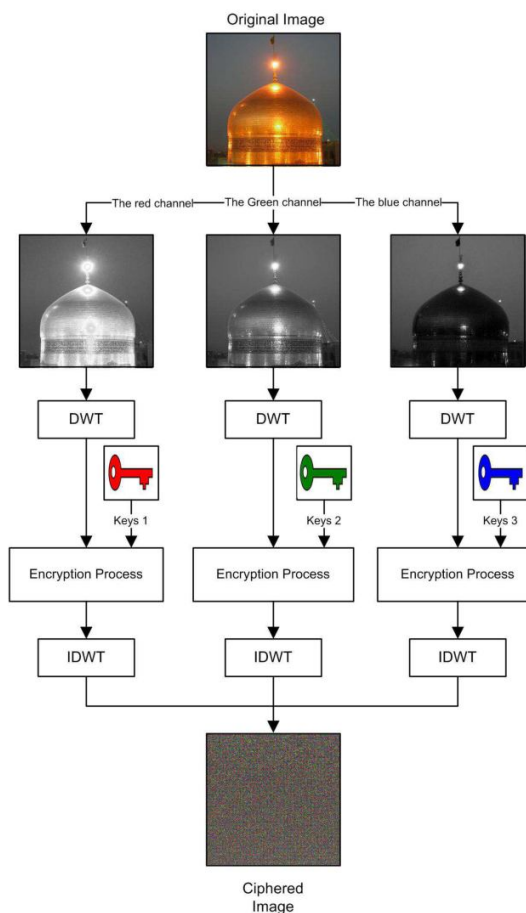 Original Image
The red channel
The Green channel
The blue channel
DWT
DWT
DWT
Keys 1
Keys 2
Keys 3
Encryption Process
Encryption Process
Encryption Process
IDWT
IDWT
IDWT
Ciphered
Image